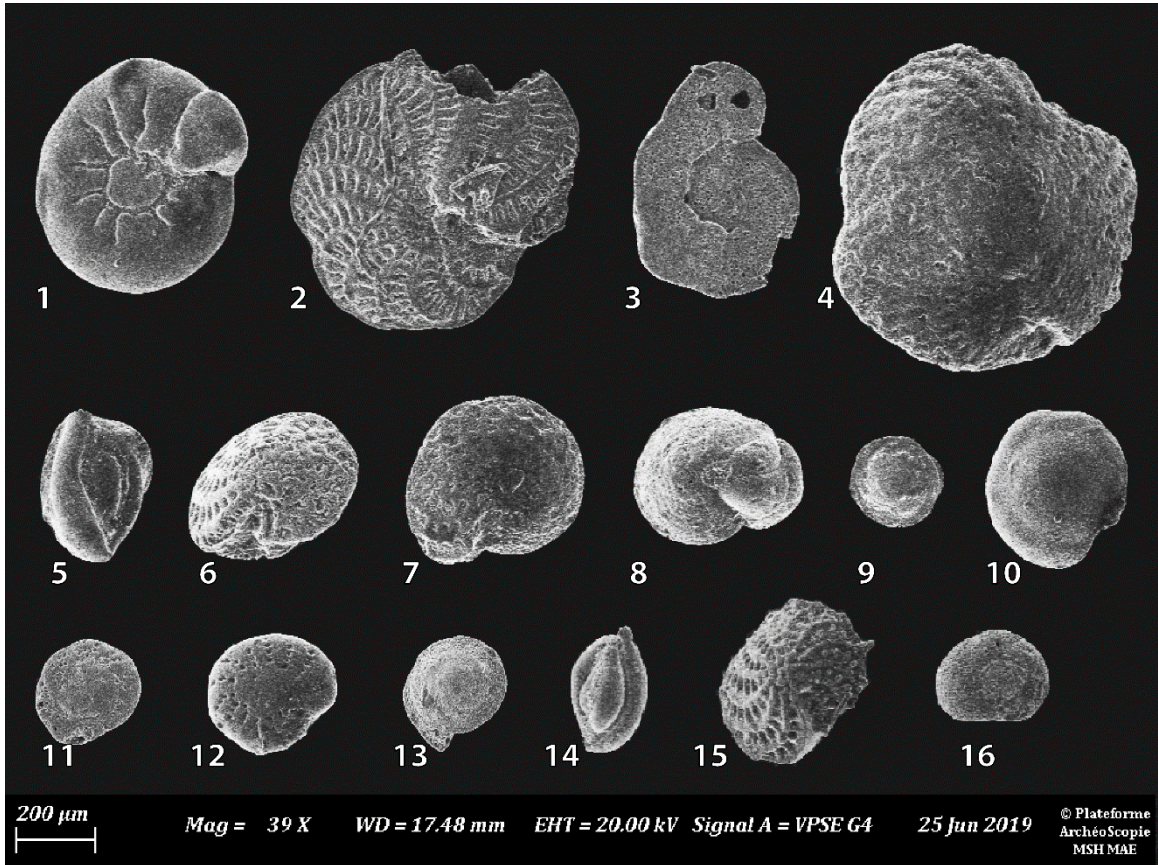 1 2 3 4
5 6 7 8 9 10
11 12 13 14 15 16
200 µm
Mag = 39 X WD = 17.48 mm EHT = 20.00 kV Signal A = VPSE G4 25 Jun 2019
© Plateforme
ArchéoScopie
MSH MAE